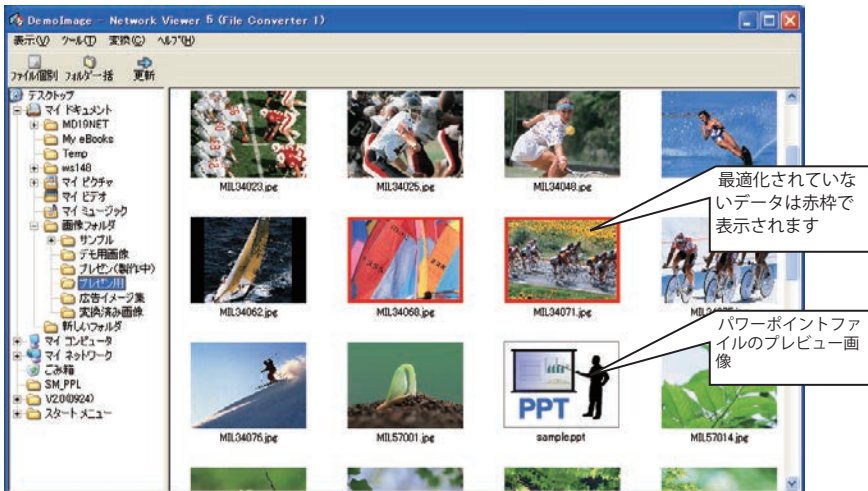 DemoImage - Network Viewer 5 (File Converter 1)
表示(V) ツール(T) 変換(C) ヘルプ(H)
ファイル個別 フォルダ一括 更新
デスクトップ
マイ ドキュメント
MD19NET
My eBooks
Temp
ws148
マイ ピクチャ
マイ ビデオ
マイ ミュージック
画像フォルダ
サンプル
デモ用画像
プレゼン(製作中)
プレゼン用
広告イメージ集
変換済み画像
新しいフォルダ
マイ コンピュータ
マイ ネットワーク
ごみ箱
SM_PPL
V2.0(0924)
スタート メニュー
MIL34023.jpg
MIL34025.jpg
MIL34048.jpg
最適化されていな
いデータは赤枠で
表示されます
MIL34062.jpg
MIL34068.jpg
MIL34071.jpg
パワーポイントファ
イルのプレビュー画
像
PPT
MIL34076.jpg
MIL57001.jpg
sample.ppt
MIL57014.jpg